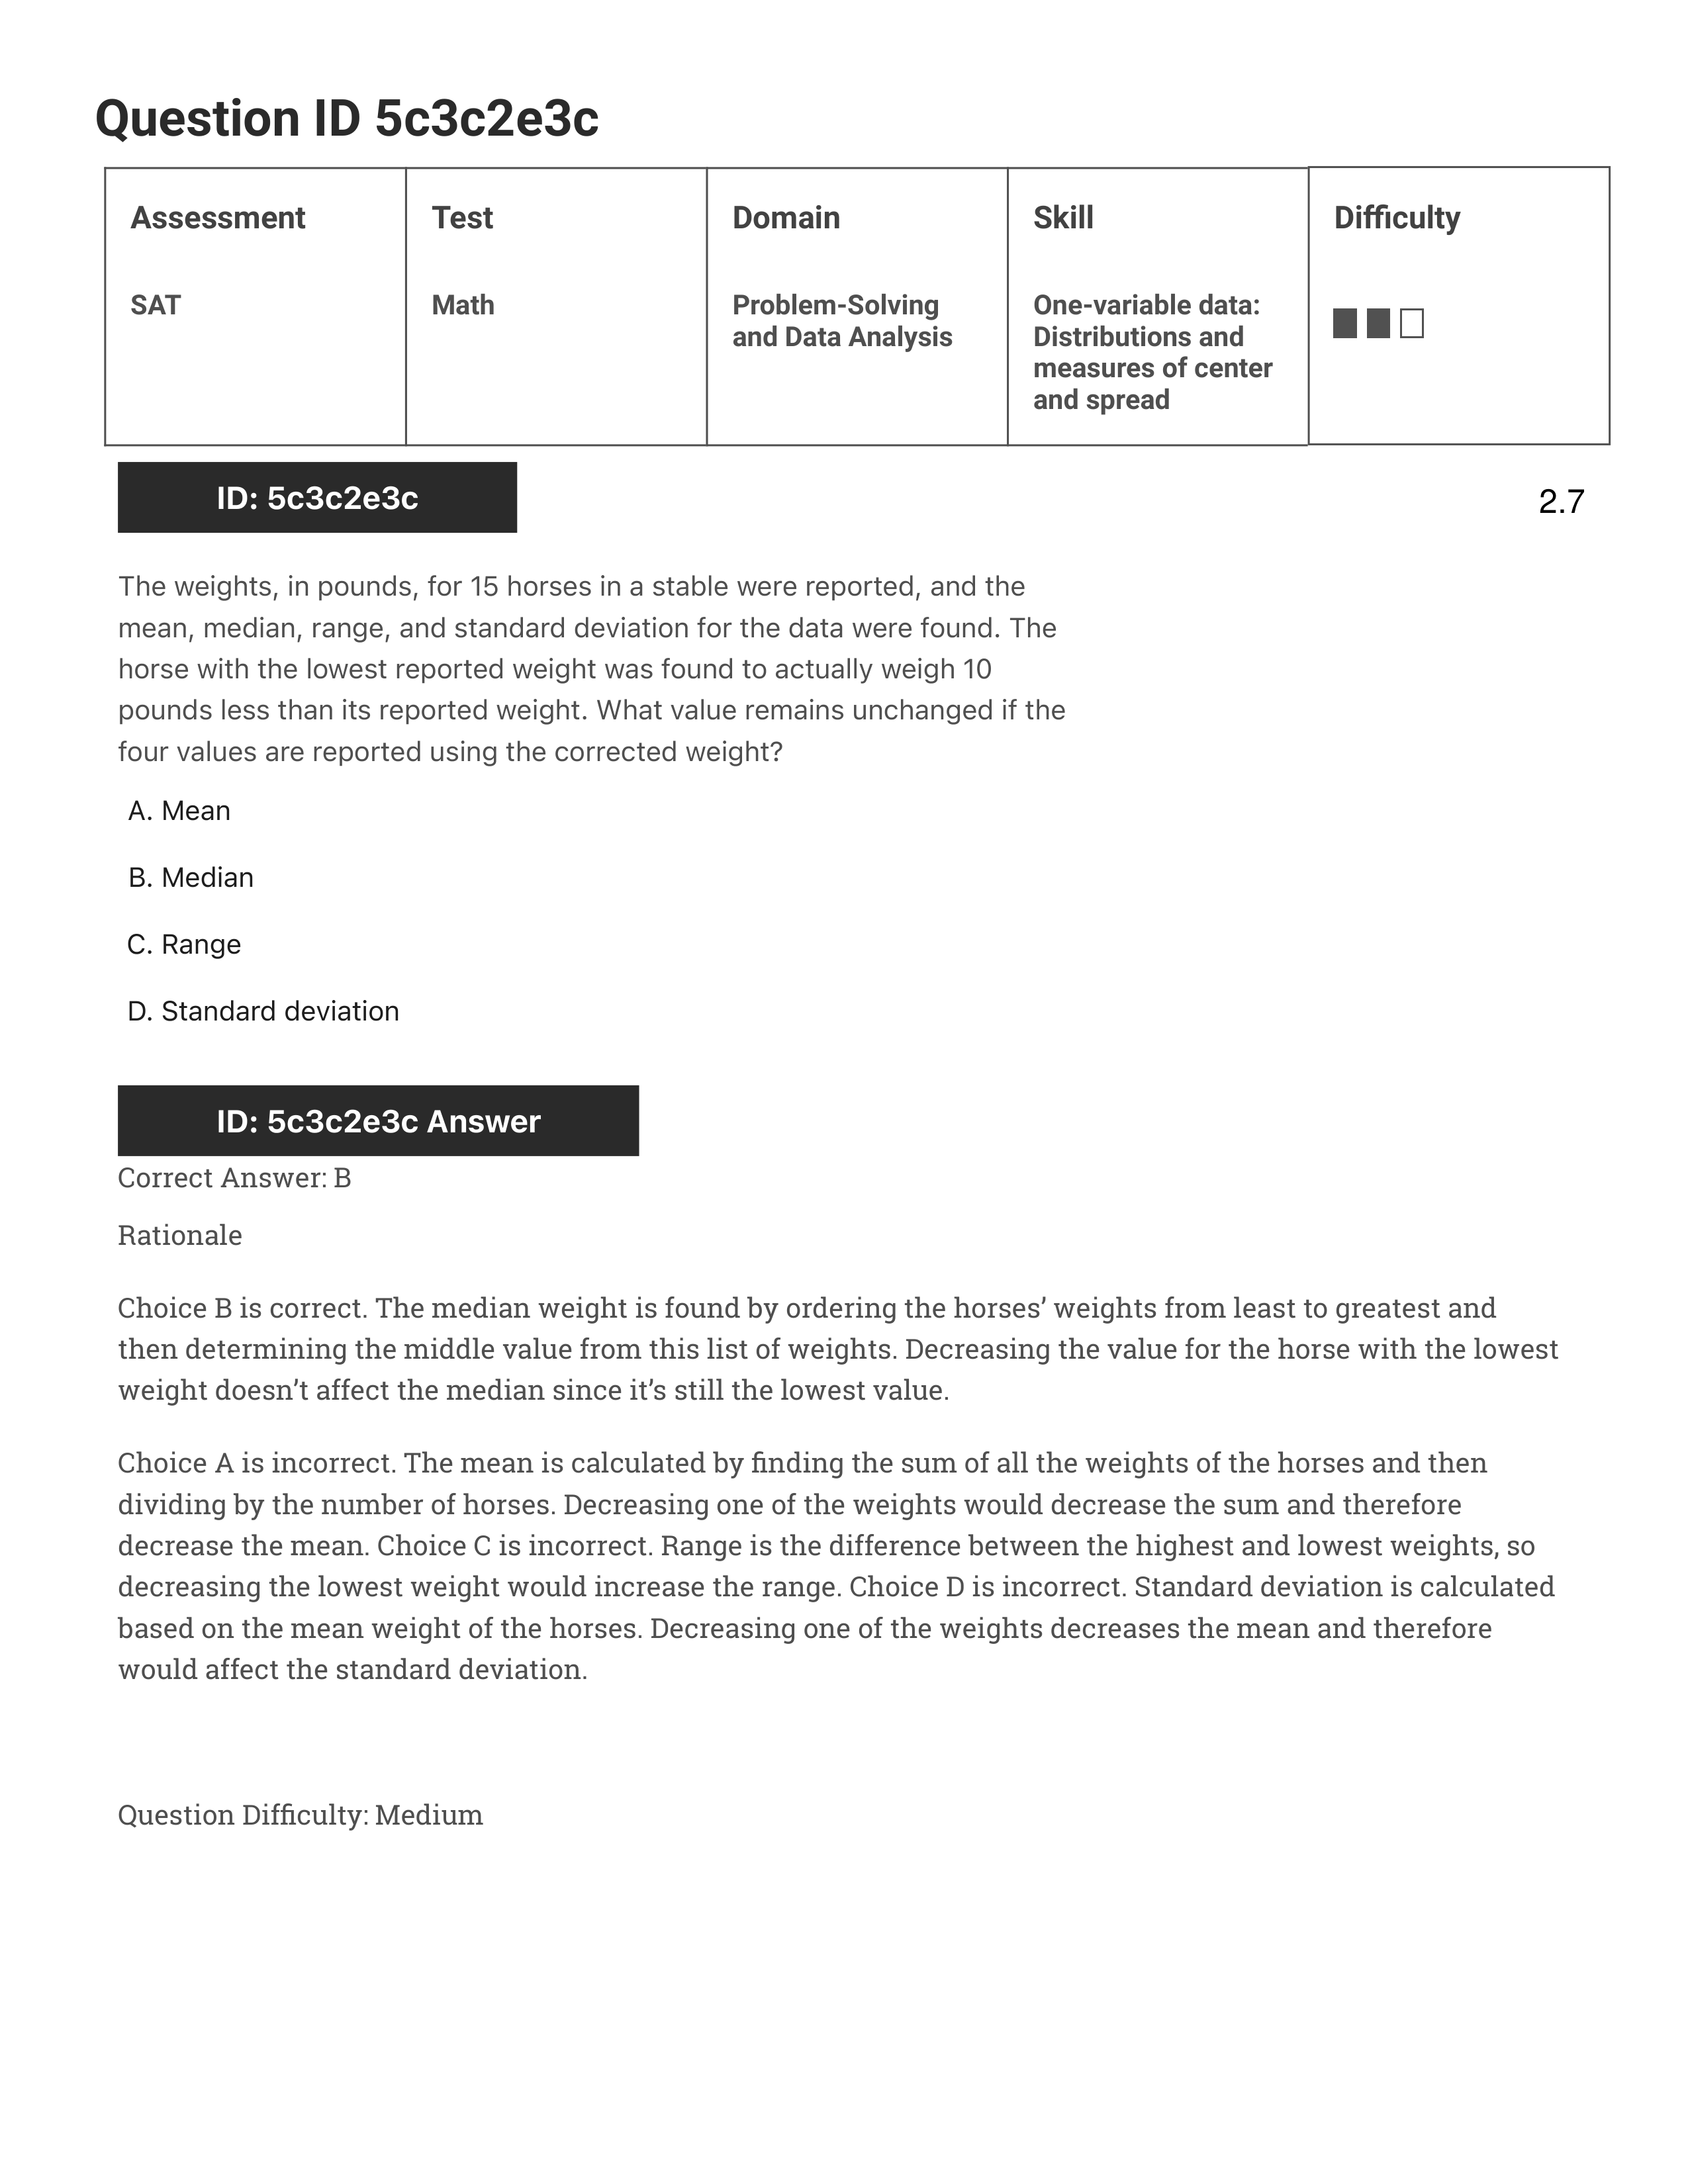 Question ID 5c3c2e3c
Assessment
Test
Domain
Skill
Difficulty
SAT
Math
Problem-Solving
and Data Analysis
One-variable data:
Distributions and
measures of center
and spread
ID: 5c3c2e3c
2.7
The weights, in pounds, for 15 horses in a stable were reported, and the
mean, median, range, and standard deviation for the data were found. The
horse with the lowest reported weight was found to actually weigh 10
pounds less than its reported weight. What value remains unchanged if the
four values are reported using the corrected weight?
A. Mean
B. Median
C. Range
D. Standard deviation
ID: 5c3c2e3c Answer
Correct Answer: B
Rationale
Choice B is correct. The median weight is found by ordering the horses’ weights from least to greatest and
then determining the middle value from this list of weights. Decreasing the value for the horse with the lowest
weight doesn’t affect the median since it’s still the lowest value.
Choice A is incorrect. The mean is calculated by finding the sum of all the weights of the horses and then
dividing by the number of horses. Decreasing one of the weights would decrease the sum and therefore
decrease the mean. Choice C is incorrect. Range is the difference between the highest and lowest weights, so
decreasing the lowest weight would increase the range. Choice D is incorrect. Standard deviation is calculated
based on the mean weight of the horses. Decreasing one of the weights decreases the mean and therefore
would affect the standard deviation.
Question Difficulty: Medium